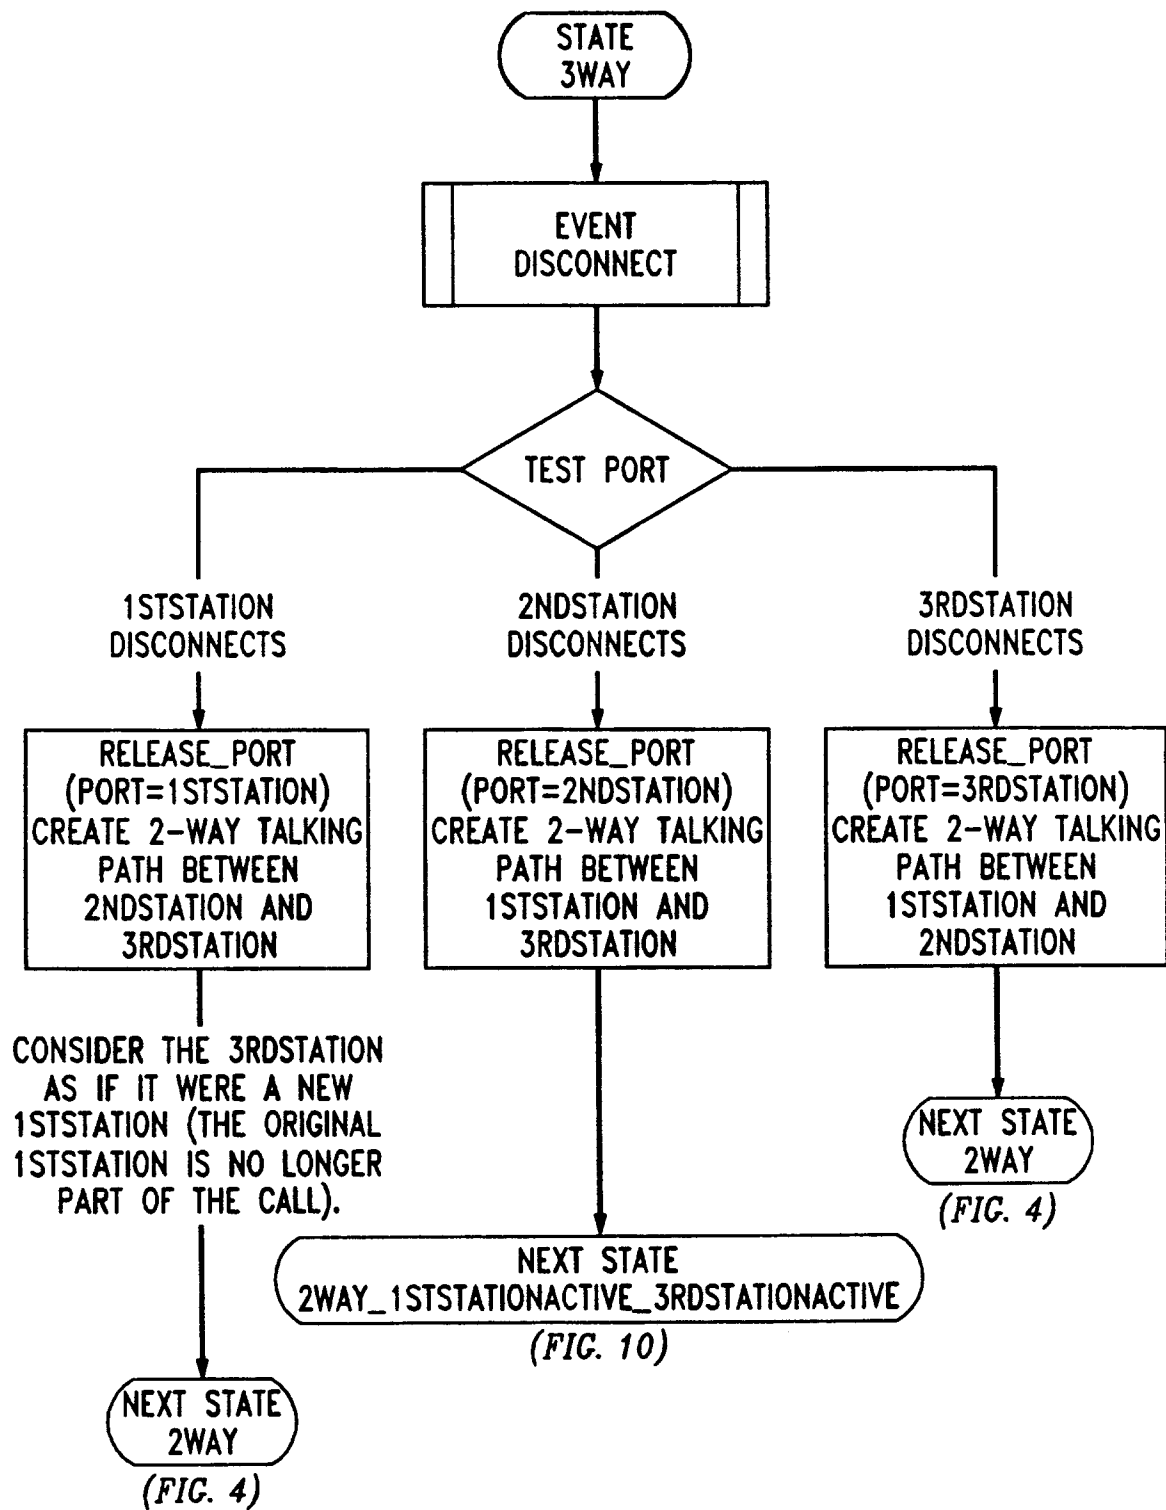 STATE
3WAY
EVENT
DISCONNECT
TEST PORT
1STSTATION
DISCONNECTS
2NDSTATION
DISCONNECTS
3RDSTATION
DISCONNECTS
RELEASE_PORT
(PORT=1STSTATION)
CREATE 2-WAY TALKING
PATH BETWEEN
2NDSTATION AND
3RDSTATION
RELEASE_PORT
(PORT=2NDSTATION)
CREATE 2-WAY TALKING
PATH BETWEEN
1STSTATION AND
3RDSTATION
RELEASE_PORT
(PORT=3RDSTATION)
CREATE 2-WAY TALKING
PATH BETWEEN
1STSTATION AND
2NDSTATION
CONSIDER THE 3RDSTATION
AS IF IT WERE A NEW
1STSTATION (THE ORIGINAL
1STSTATION IS NO LONGER
PART OF THE CALL).
NEXT STATE
2WAY
(FIG. 4)
NEXT STATE
2WAY_1STSTATIONACTIVE_3RDSTATIONACTIVE
(FIG. 10)
NEXT STATE
2WAY
(FIG. 4)